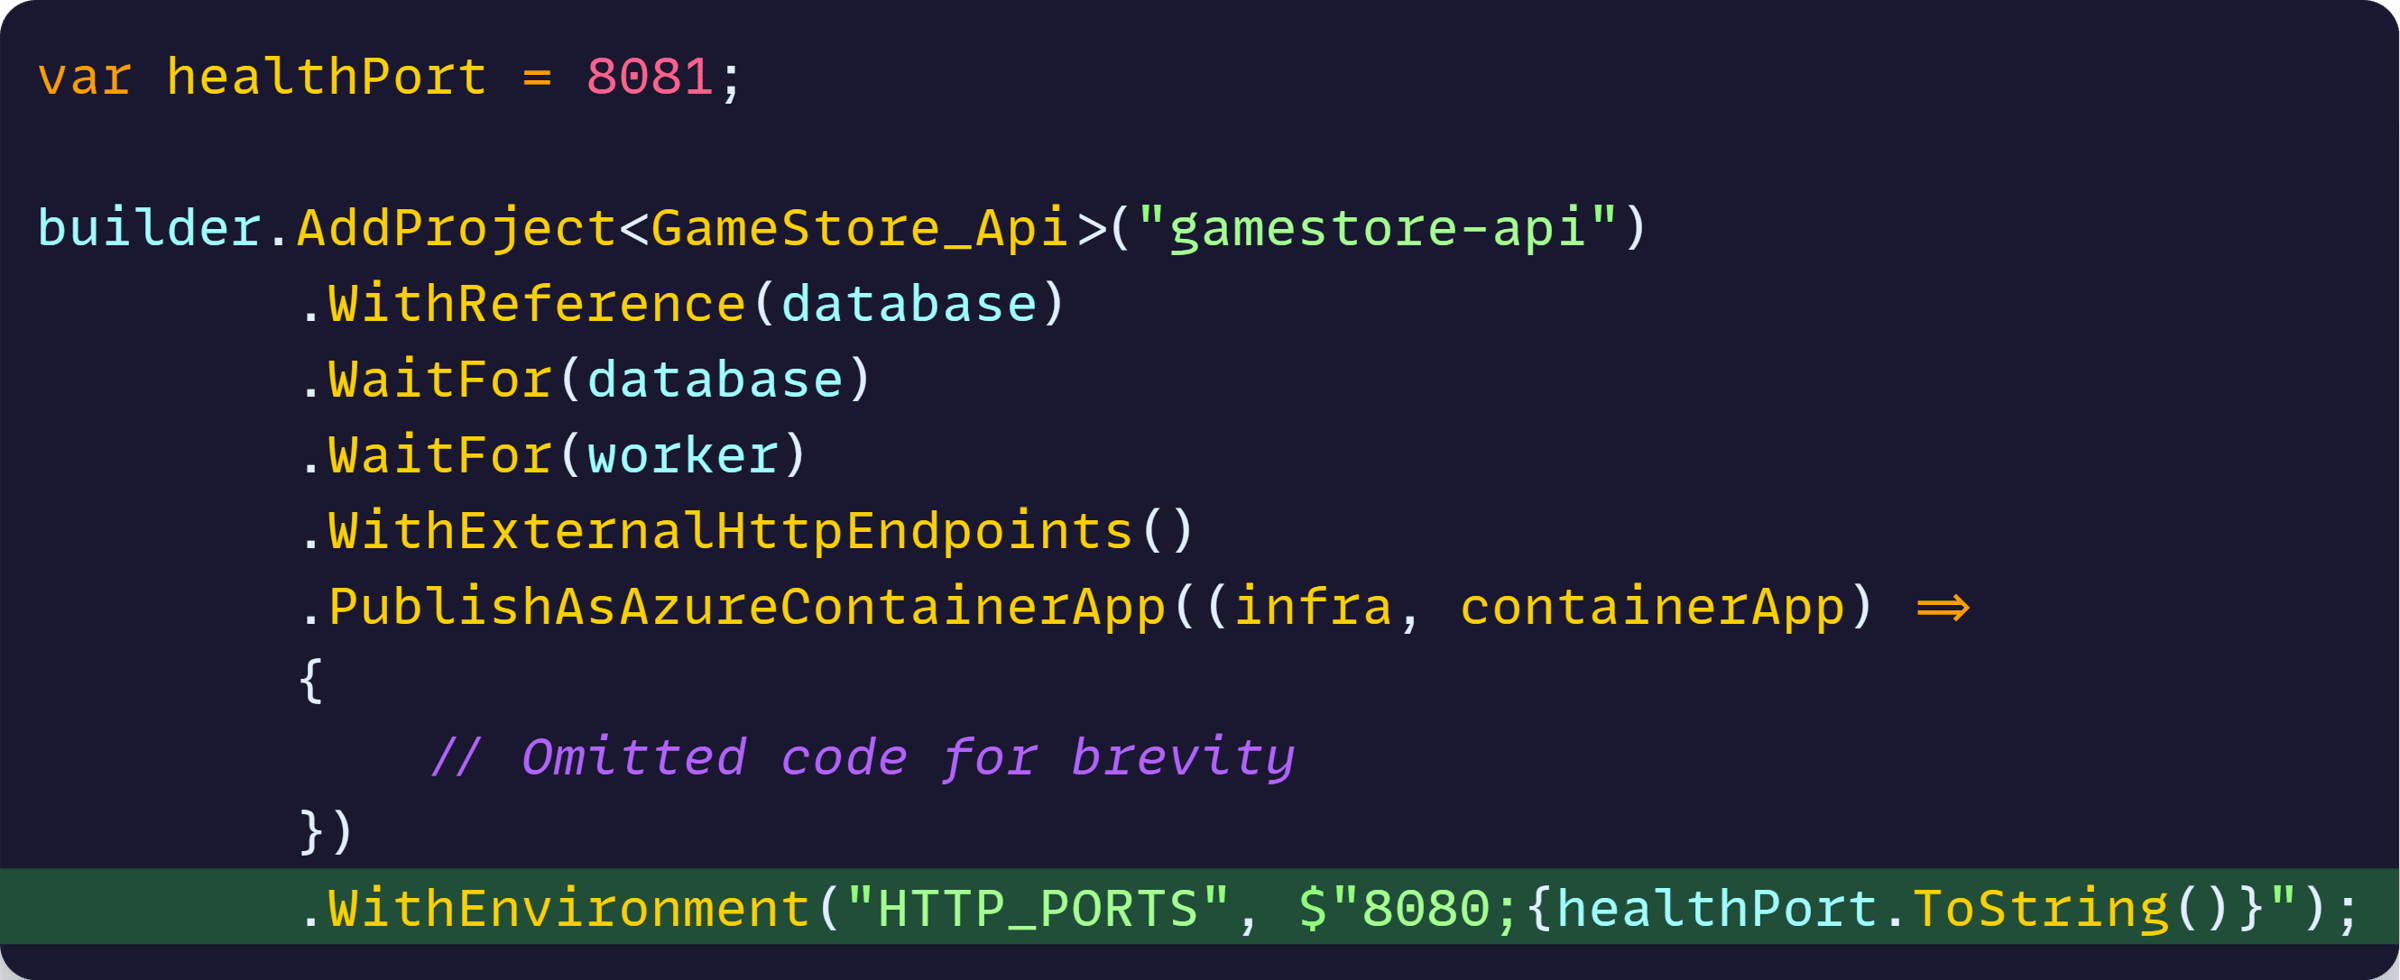 var healthPort = 8081;
builder.AddProject<GameStore_Api>("gamestore-api")
.WithReference(database)
.WaitFor(database)
.WaitFor(worker)
.WithExternalHttpEndpoints()
.PublishAsAzureContainerApp((infra, containerApp) =>
{
// Omitted code for brevity
})
.WithEnvironment("HTTP_PORTS", $"8080;{healthPort.ToString()}");